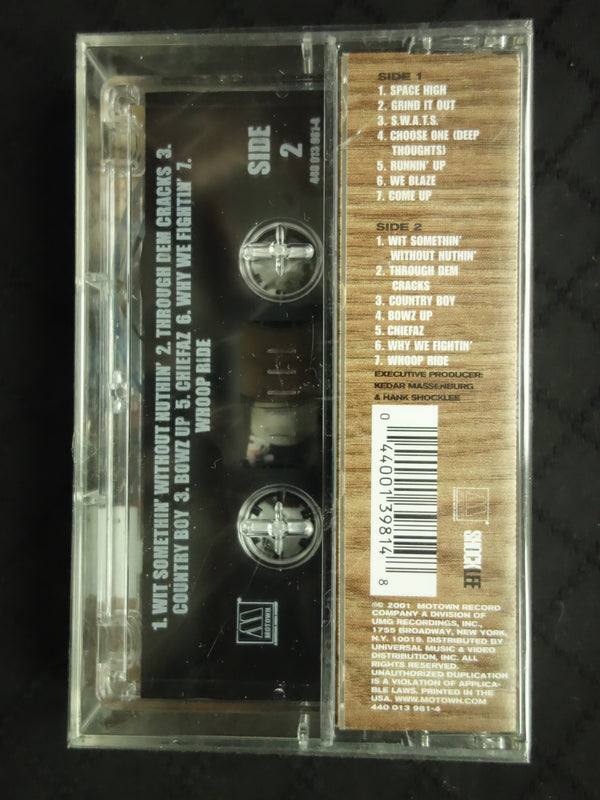 SIDE 1
1. SPACE HIGH
2. GRIND IT OUT
3. S.W.A.T.S.
4. CHOOSE ONE (DEEP
THOUGHTS)
5. RUNNIN' UP
6. WE BLAZE
7. COME UP
SIDE 2
1. WIT SOMETHIN'
WITHOUT NUTHIN'
2. THROUGH DEM
CRACKS
3. COUNTRY BOY
4. BOWZ UP
5. CHIEFAZ
6. WHY WE FIGHTIN'
7. WHOOP RIDE
EXECUTIVE PRODUCER:
KEDAR MASSENBURG
& HANK SHOCKLEE
0 44001 39814 8
MOTOWN
SHOCKLEE
℗© 2001 MOTOWN RECORD
COMPANY A DIVISION OF
UMG RECORDINGS, INC.
1755 BROADWAY, NEW YORK,
N.Y. 10019. DISTRIBUTED BY
UNIVERSAL MUSIC & VIDEO
DISTRIBUTION, INC. ALL
RIGHTS RESERVED.
UNAUTHORIZED DUPLICATION
IS A VIOLATION OF APPLICA-
BLE LAWS. PRINTED IN THE
USA. WWW.MOTOWN.COM
440 013 981-4
SIDE
2
440 013 981-4
1. WIT SOMETHIN' WITHOUT NUTHIN' 2. THROUGH DEM CRACKS 3.
COUNTRY BOY 3. BOWZ UP 5. CHIEFAZ 6. WHY WE FIGHTIN' 7.
WHOOP RiDE
MOTOWN